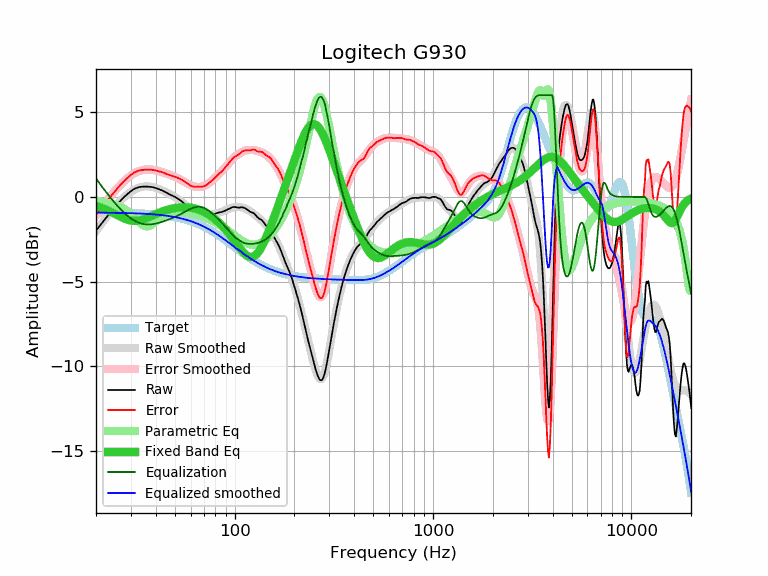 Logitech G930
Amplitude (dBr)
5
0
−5
−10
−15
Target
Raw Smoothed
Error Smoothed
Raw
Error
Parametric Eq
Fixed Band Eq
Equalization
Equalized smoothed
100
1000
10000
Frequency (Hz)